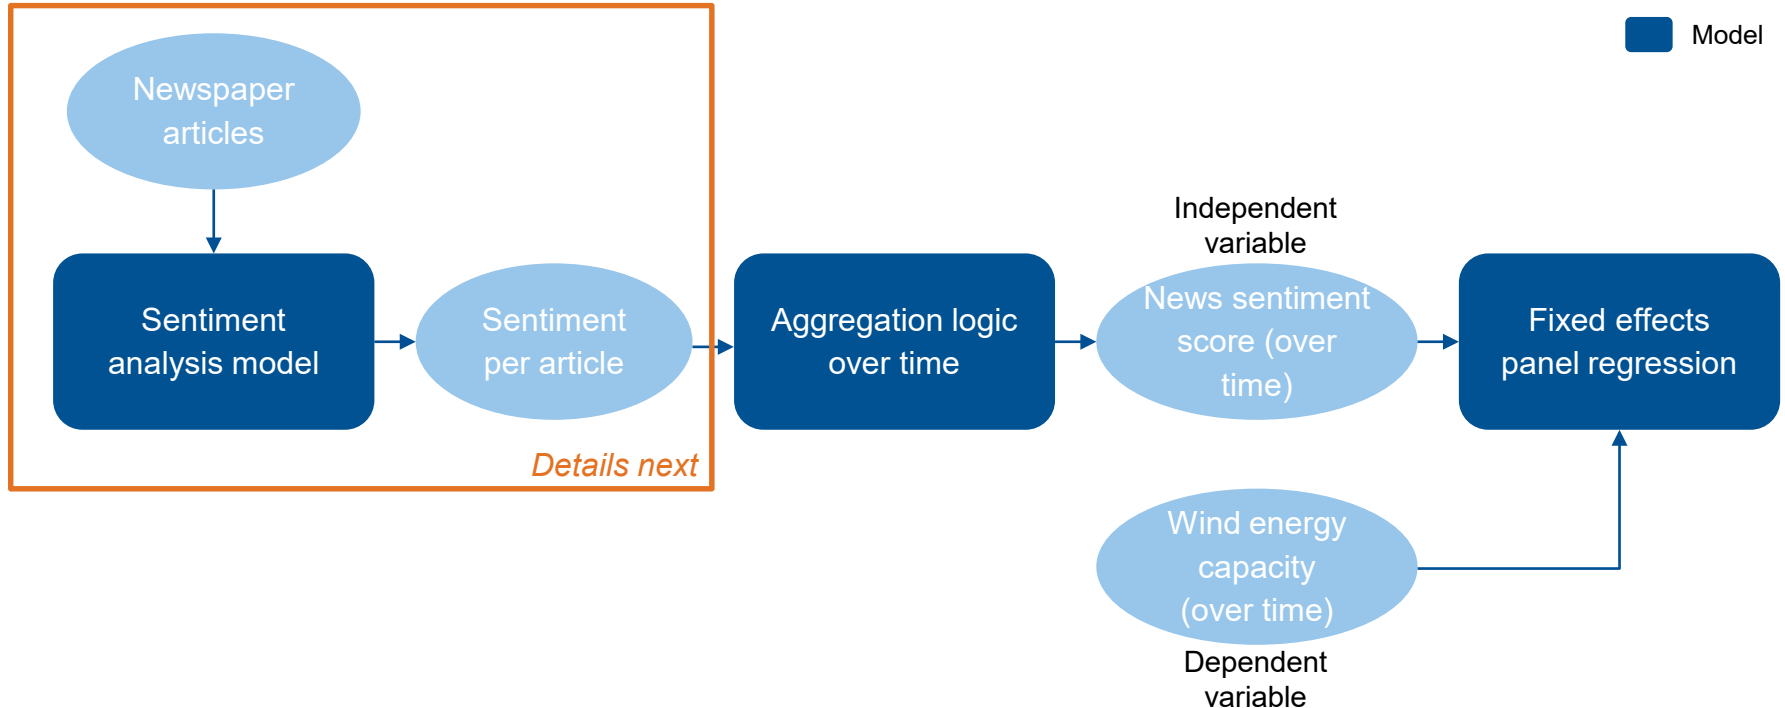 Model
Newspaper
articles
Sentiment
analysis model
Sentiment
per article
Details next
Aggregation logic
over time
Independent
variable
News sentiment
score (over
time)
Fixed effects
panel regression
Wind energy
capacity
(over time)
Dependent
variable